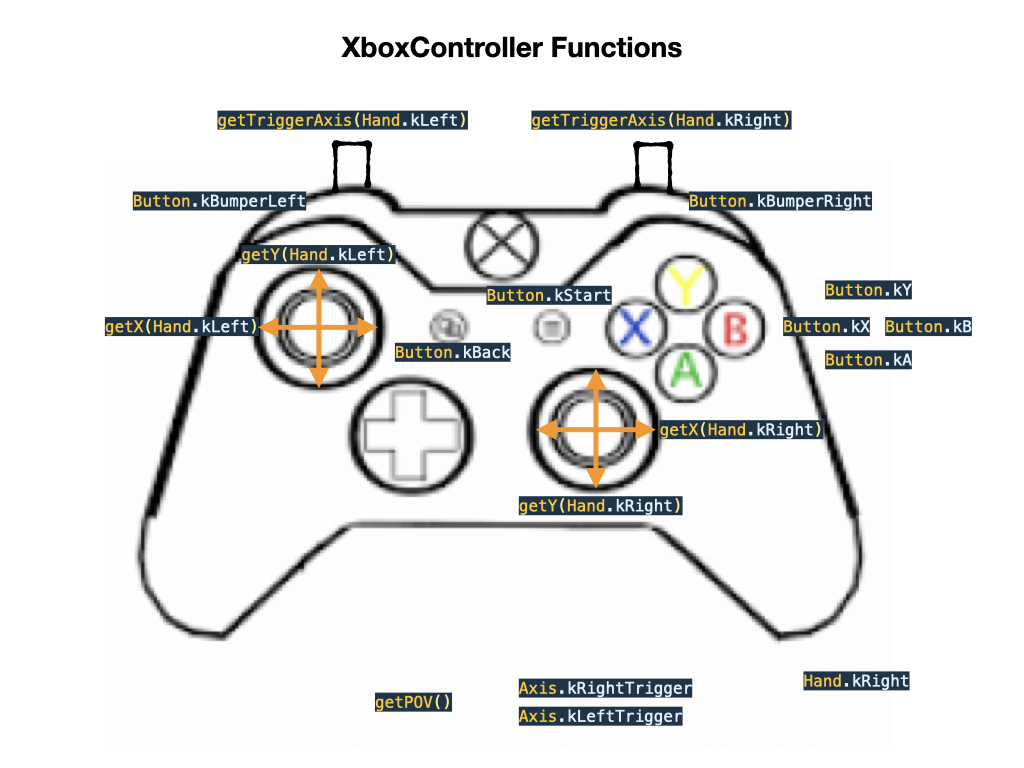 XboxController Functions
getTriggerAxis(Hand.kLeft)
getTriggerAxis(Hand.kRight)
Button.kBumperLeft
Button.kBumperRight
getY(Hand.kLeft)
Y
Button.kY
Button.kStart
getX(Hand.kLeft)
X
B
Button.kX
Button.kB
Button.kBack
A
Button.kA
getX(Hand.kRight)
getY(Hand.kRight)
Hand.kRight
Axis.kRightTrigger
getPOV()
Axis.kLeftTrigger